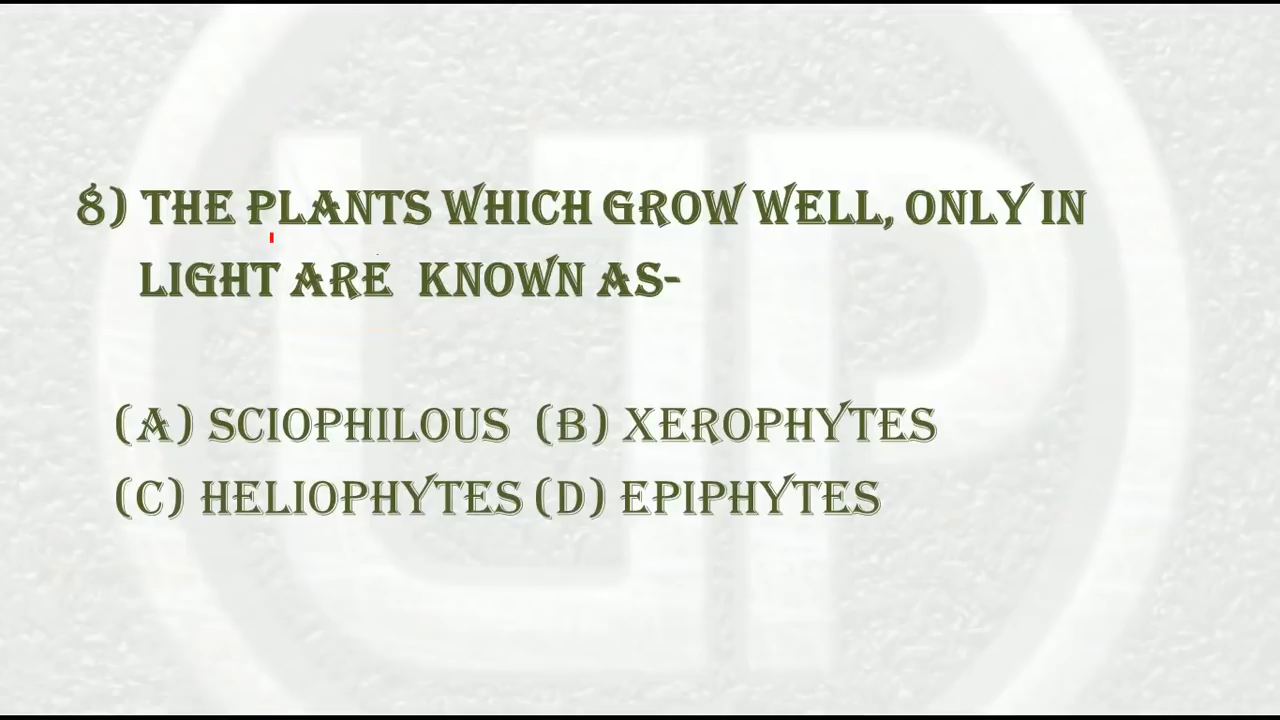 8) THE PLANTS WHICH GROW WELL, ONLY IN
LIGHT ARE KNOWN AS-
(A) SCIOPHILOUS (B) XEROPHYTES
(C) HELIOPHYTES (D) EPIPHYTES